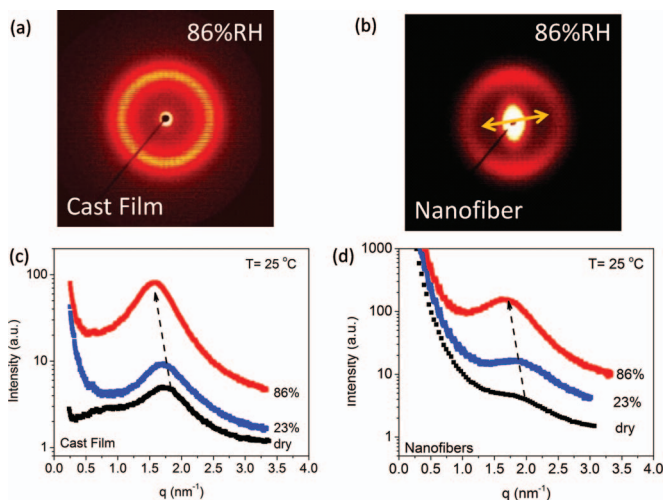 (a)
86%RH
Cast Film
(b)
86%RH
Nanofiber
(c)
T= 25 °C
100
10
1
Intensity (a.u.)
86%
23%
dry
Cast Film
0.0 0.5 1.0 1.5 2.0 2.5 3.0 3.5 4.0
q (nm⁻¹)
(d)
T= 25 °C
1000
100
10
1
Intensity (a.u.)
86%
23%
dry
Nanofibers
0.0 0.5 1.0 1.5 2.0 2.5 3.0 3.5 4.0
q (nm⁻¹)